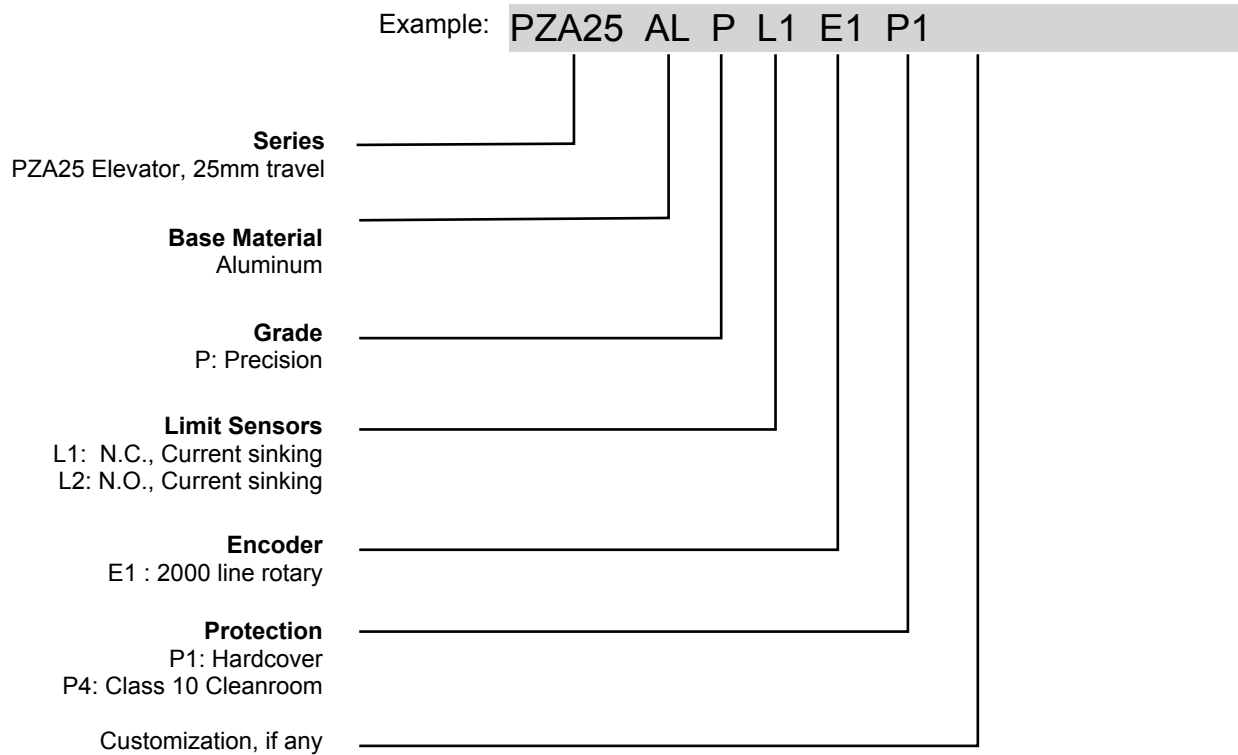 Example: PZA25 AL P L1 E1 P1
Series
PZA25 Elevator, 25mm travel
Base Material
Aluminum
Grade
P: Precision
Limit Sensors
L1: N.C., Current sinking
L2: N.O., Current sinking
Encoder
E1 : 2000 line rotary
Protection
P1: Hardcover
P4: Class 10 Cleanroom
Customization, if any